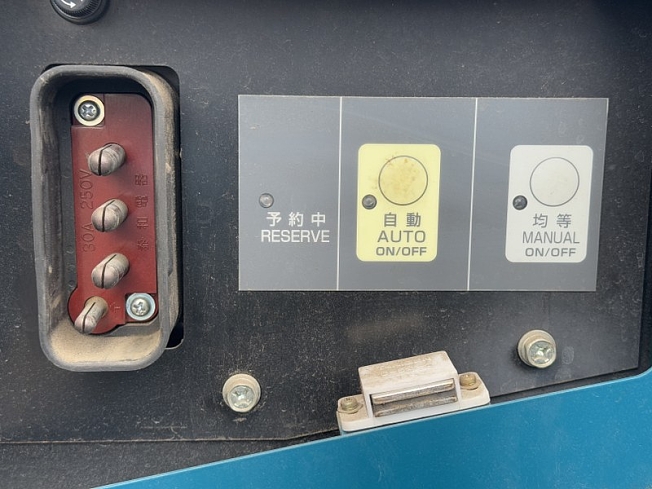 30A 250V
予約中
RESERVE
自動
AUTO
ON/OFF
均等
MANUAL
ON/OFF